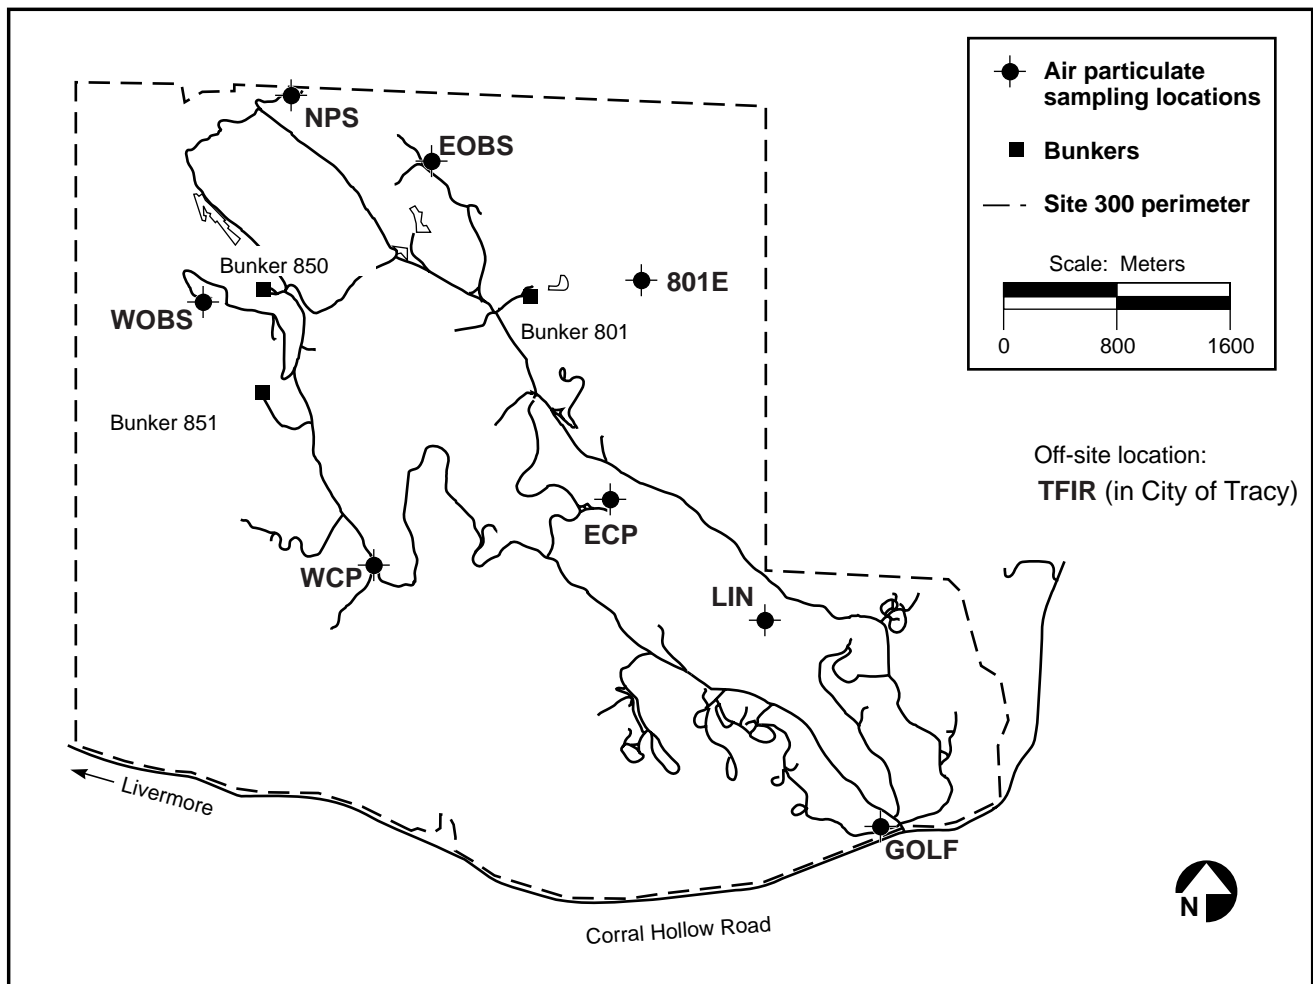 NPS
EOBS
Bunker 850
801E
WOBS
Bunker 801
Bunker 851
ECP
WCP
LIN
GOLF
Livermore
Corral Hollow Road
Air particulate
sampling locations
Bunkers
Site 300 perimeter
Scale: Meters
0 800 1600
Off-site location:
TFIR (in City of Tracy)
N